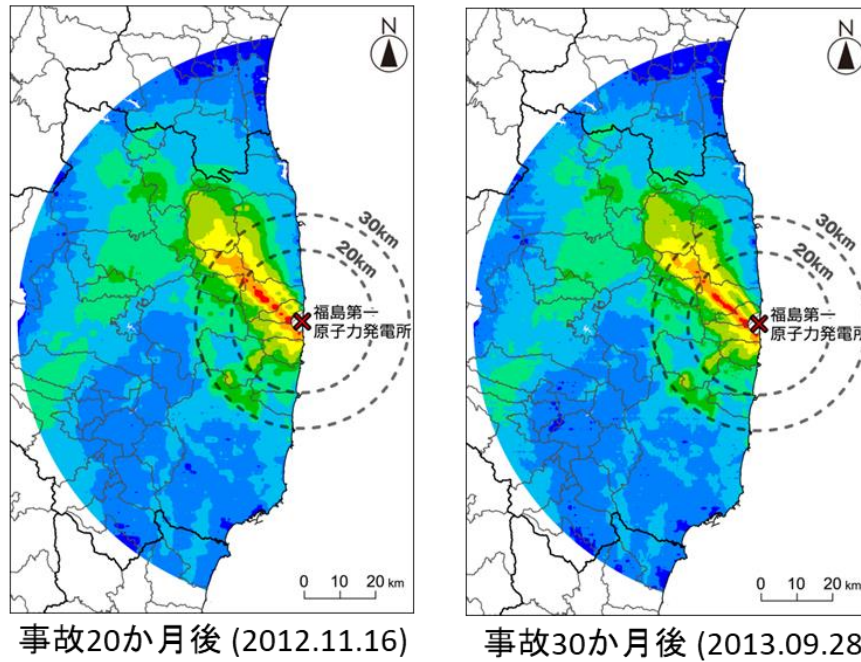 N
30km
20km
福島第一
原子力発電所
0 10 20 km
事故20か月後 (2012.11.16)
N
30km
20km
福島第一
原子力発電所
0 10 20 km
事故30か月後 (2013.09.28